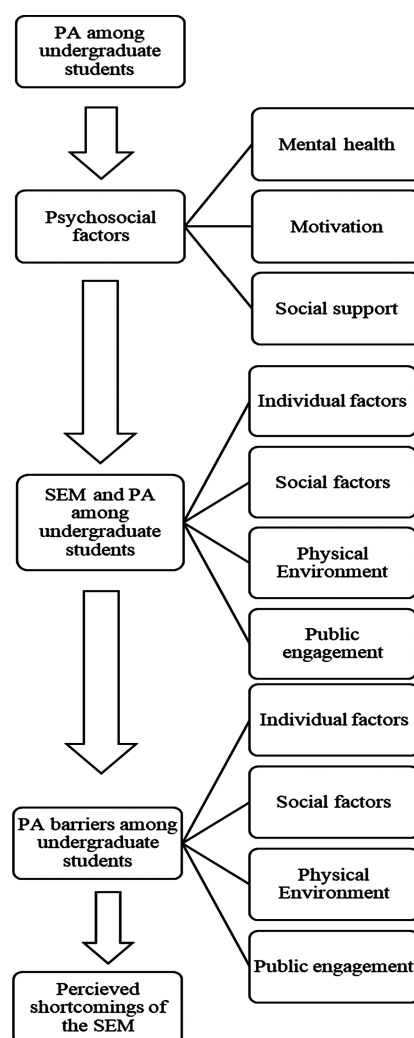 PA among
undergraduate
students
Psychosocial
factors
Mental health
Motivation
Social support
SEM and PA
among
undergraduate
students
Individual factors
Social factors
Physical
Environment
Public
engagement
PA barriers among
undergraduate
students
Individual factors
Social factors
Physical
Environment
Public engagement
Percieved
shortcomings of
the SEM